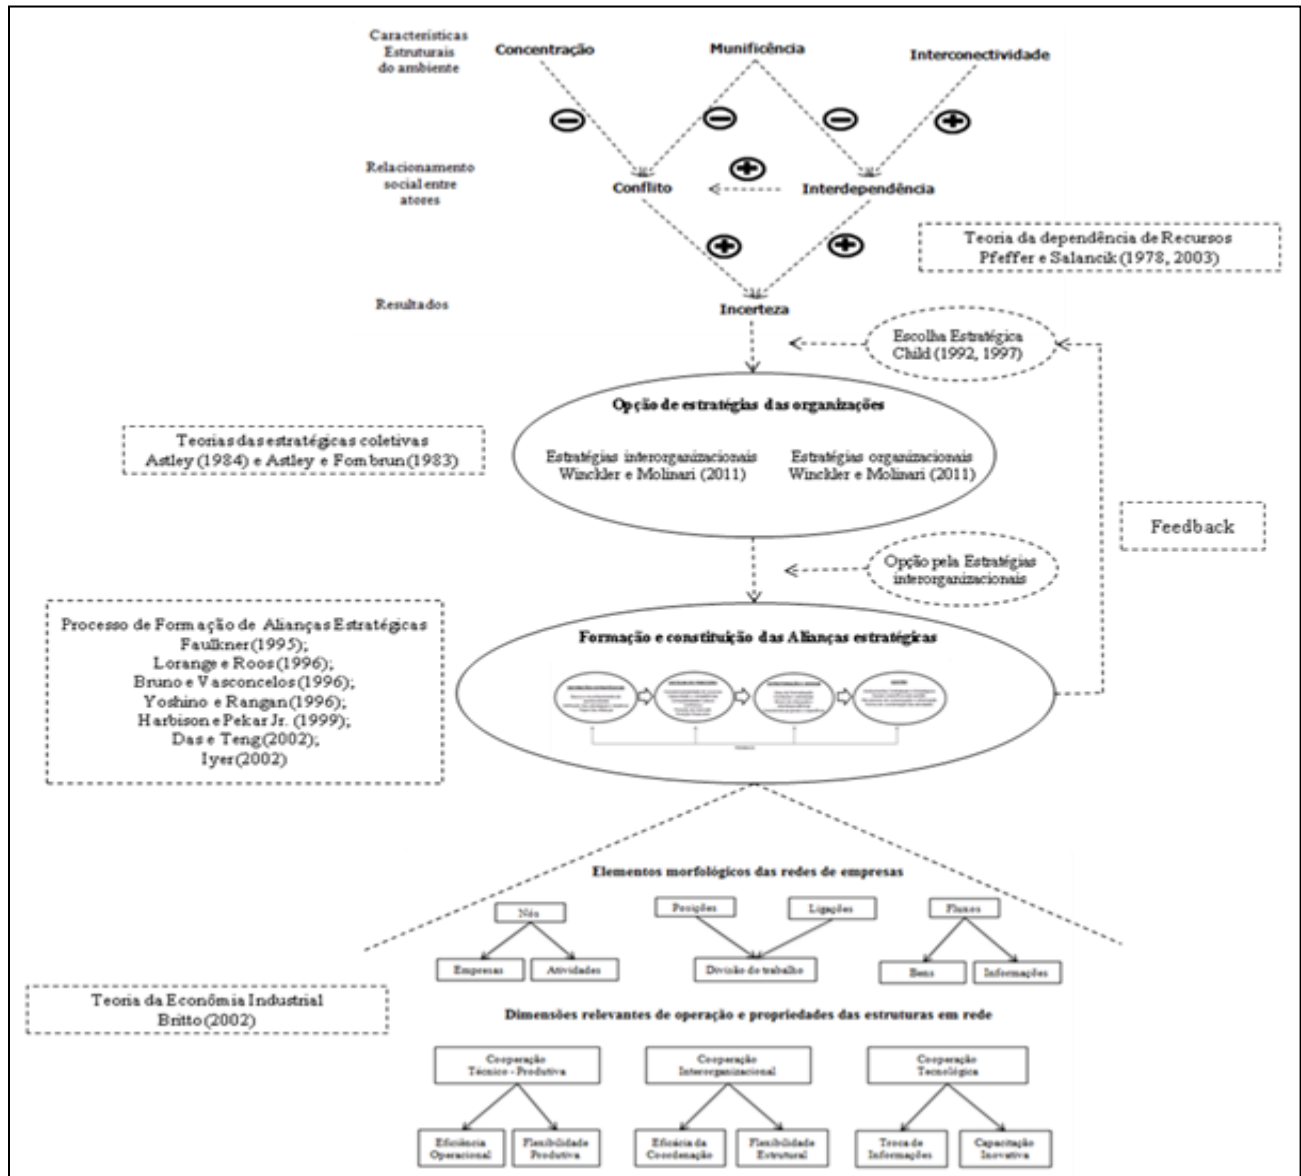 Características
Estruturais
do ambiente
Concentração
Munificência
Interconectividade
Relacionamento
social entre
atores
Conflito
Interdependência
Teoria da dependência de Recursos
Pfeffer e Salancik (1978, 2003)
Resultados
Incerteza
Escolha Estratégica
Child (1992, 1997)
Opção de estratégias das organizações
Teorias das estratégicas coletivas
Astley (1984) e Astley e Fombrun (1983)
Estratégias interorganizacionais
Winckler e Molinari (2011)
Estratégias organizacionais
Winckler e Molinari (2011)
Feedback
Opção pela Estratégias
interorganizacionais
Processo de Formação de Alianças Estratégicas
Faulkner (1995);
Lorange e Roos (1996);
Bruno e Vasconcelos (1996);
Yoshino e Rangan (1996);
Harbison e Pekar Jr. (1999);
Das e Teng (2002);
Iyer (2002)
Formação e constituição das Alianças estratégicas
Elementos morfológicos das redes de empresas
Nós
Posições
Ligações
Fluxos
Empresas
Atividades
Divisão do trabalho
Bens
Informações
Teoria da Econômia Industrial
Britto (2002)
Dimensões relevantes de operação e propriedades das estruturas em rede
Cooperação
Técnico - Produtiva
Cooperação
Interorganizacional
Cooperação
Tecnológica
Eficiência
Operacional
Flexibilidade
Produtiva
Eficácia da
Coordenação
Flexibilidade
Estrutural
Troca de
Informações
Capacitação
Inovativa